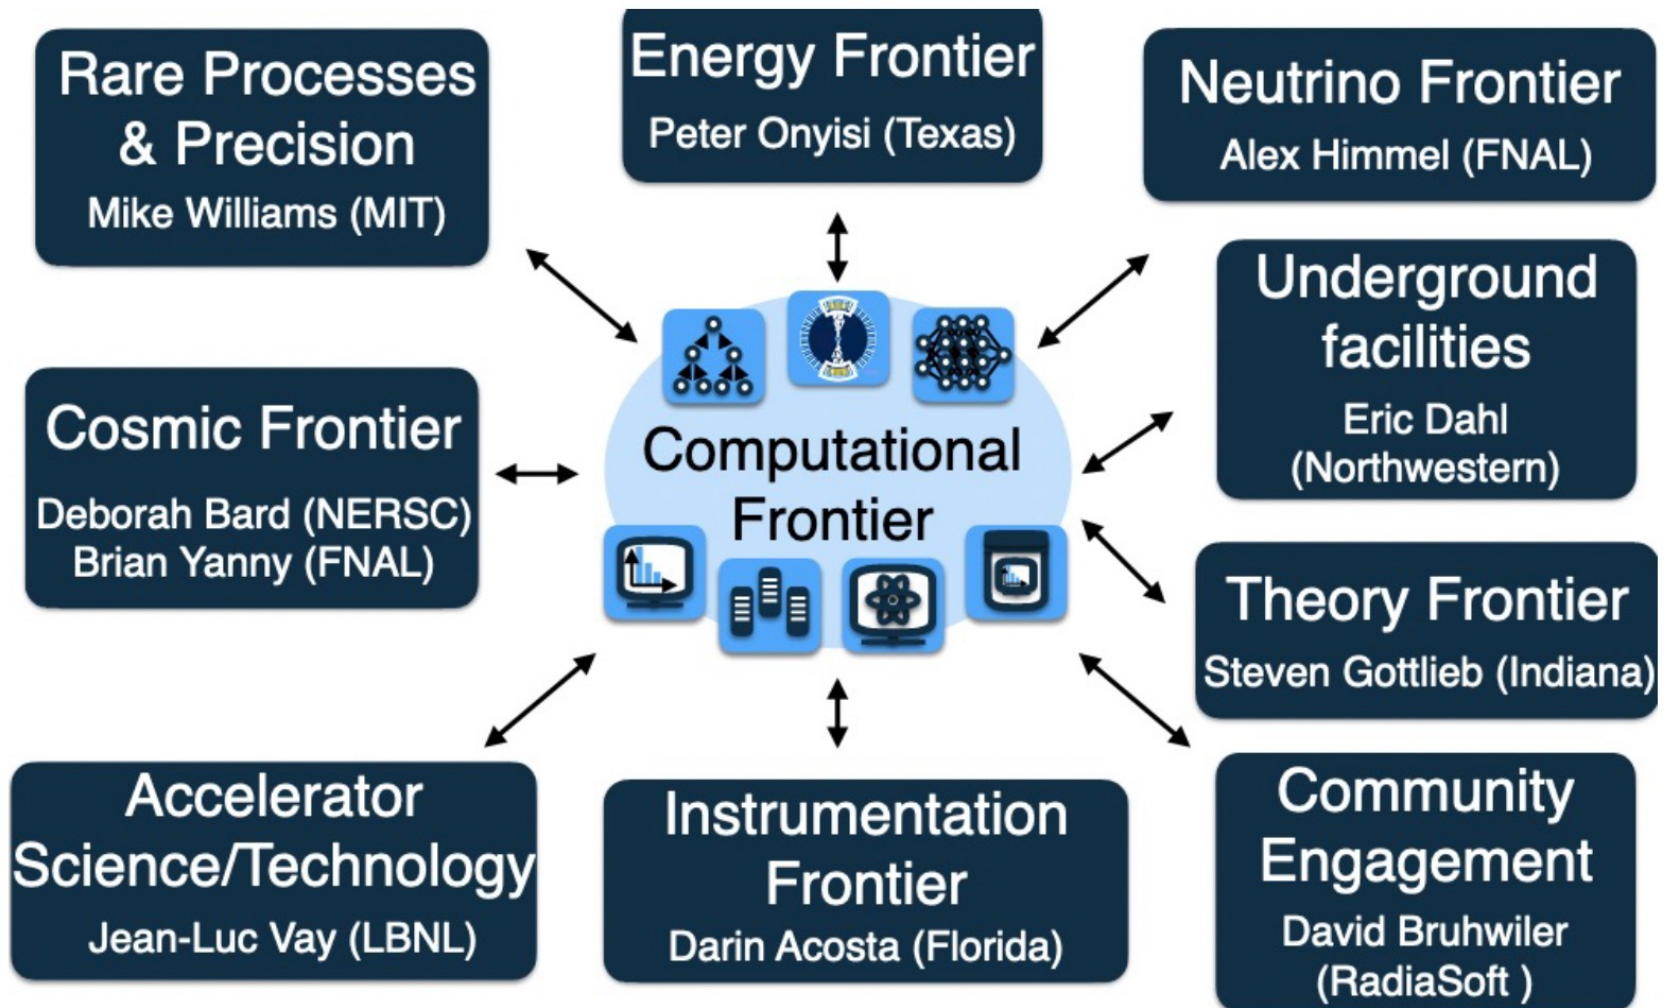 Rare Processes
& Precision
Mike Williams (MIT)
Energy Frontier
Peter Onyisi (Texas)
Neutrino Frontier
Alex Himmel (FNAL)
Underground
facilities
Eric Dahl
(Northwestern)
Cosmic Frontier
Deborah Bard (NERSC)
Brian Yanny (FNAL)
Computational
Frontier
Theory Frontier
Steven Gottlieb (Indiana)
Accelerator
Science/Technology
Jean-Luc Vay (LBNL)
Instrumentation
Frontier
Darin Acosta (Florida)
Community
Engagement
David Bruhwiler
(RadiaSoft )